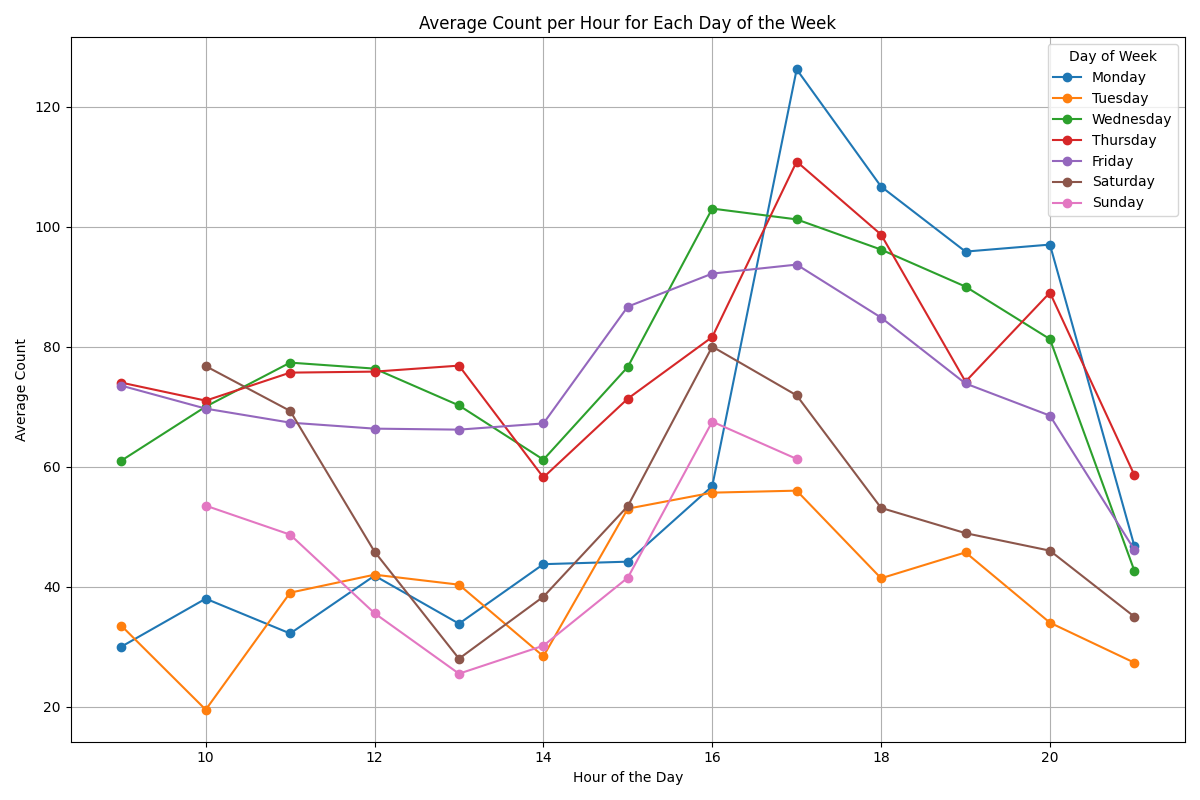 Average Count per Hour for Each Day of the Week
Day of Week
Monday
Tuesday
Wednesday
Thursday
Friday
Saturday
Sunday
Average Count
120
100
80
60
40
20
10 12 14 16 18 20
Hour of the Day